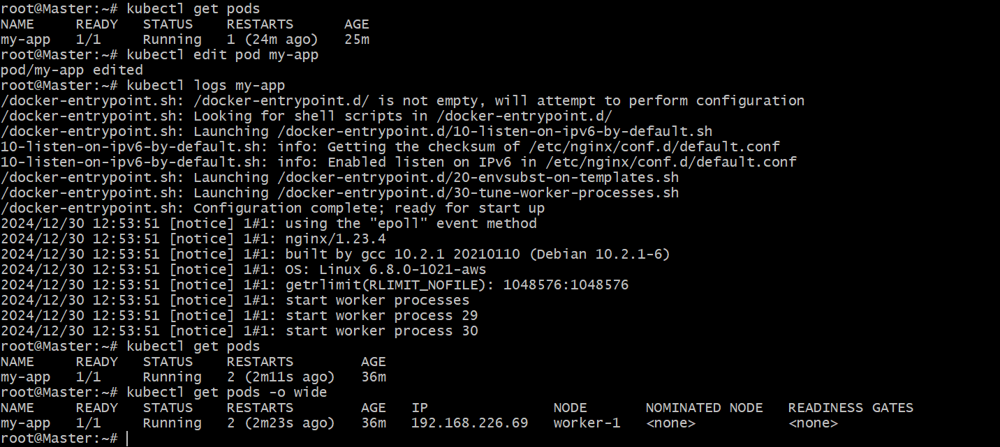 root@Master:~# kubectl get pods
NAME     READY   STATUS    RESTARTS      AGE
my-app   1/1     Running   1 (24m ago)   25m
root@Master:~# kubectl edit pod my-app
pod/my-app edited
root@Master:~# kubectl logs my-app
/docker-entrypoint.sh: /docker-entrypoint.d/ is not empty, will attempt to perform configuration
/docker-entrypoint.sh: Looking for shell scripts in /docker-entrypoint.d/
/docker-entrypoint.sh: Launching /docker-entrypoint.d/10-listen-on-ipv6-by-default.sh
10-listen-on-ipv6-by-default.sh: info: Getting the checksum of /etc/nginx/conf.d/default.conf
10-listen-on-ipv6-by-default.sh: info: Enabled listen on IPv6 in /etc/nginx/conf.d/default.conf
/docker-entrypoint.sh: Launching /docker-entrypoint.d/20-envsubst-on-templates.sh
/docker-entrypoint.sh: Launching /docker-entrypoint.d/30-tune-worker-processes.sh
/docker-entrypoint.sh: Configuration complete; ready for start up
2024/12/30 12:53:51 [notice] 1#1: using the "epoll" event method
2024/12/30 12:53:51 [notice] 1#1: nginx/1.23.4
2024/12/30 12:53:51 [notice] 1#1: built by gcc 10.2.1 20210110 (Debian 10.2.1-6)
2024/12/30 12:53:51 [notice] 1#1: OS: Linux 6.8.0-1021-aws
2024/12/30 12:53:51 [notice] 1#1: getrlimit(RLIMIT_NOFILE): 1048576:1048576
2024/12/30 12:53:51 [notice] 1#1: start worker processes
2024/12/30 12:53:51 [notice] 1#1: start worker process 29
2024/12/30 12:53:51 [notice] 1#1: start worker process 30
root@Master:~# kubectl get pods
NAME     READY   STATUS    RESTARTS        AGE
my-app   1/1     Running   2 (2m11s ago)   36m
root@Master:~# kubectl get pods -o wide
NAME     READY   STATUS    RESTARTS        AGE   IP               NODE       NOMINATED NODE   READINESS GATES
my-app   1/1     Running   2 (2m23s ago)   36m   192.168.226.69   worker-1   <none>           <none>
root@Master:~#